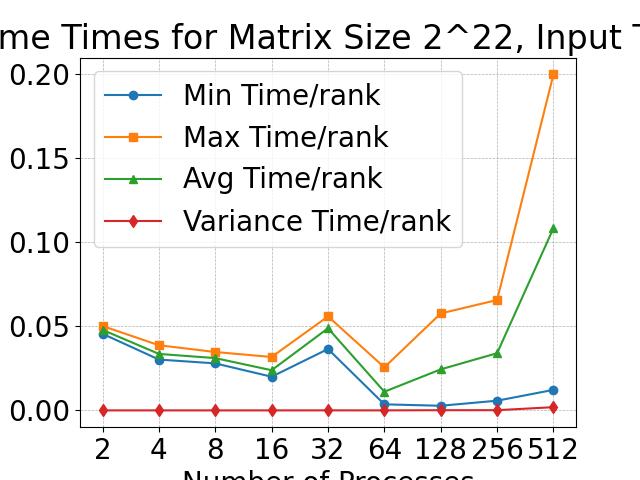 me Times for Matrix Size 2^22, Input T
0.20
0.15
0.10
0.05
0.00
Min Time/rank
Max Time/rank
Avg Time/rank
Variance Time/rank
2 4 8 16 32 64 128 256 512
Number of Processes